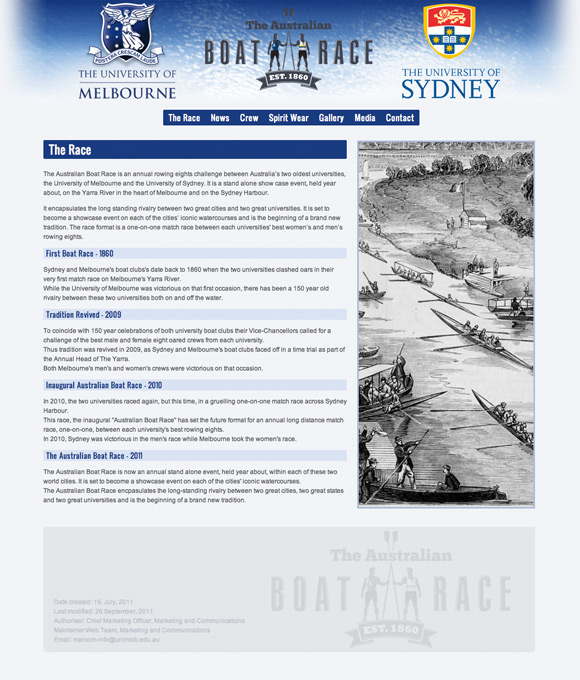 POSTERA CRESCAM LAUDE
THE UNIVERSITY OF
MELBOURNE
The Australian
BOAT RACE
EST. 1860
THE UNIVERSITY OF
SYDNEY
The Race News Crew Spirit Wear Gallery Media Contact
The Race
The Australian Boat Race is an annual rowing eights challenge between Australia's two oldest universities,
the University of Melbourne and the University of Sydney. It is a stand alone show case event, held year
about, on the Yarra River in the heart of Melbourne and on the Sydney Harbour.
It encapsulates the long standing rivalry between two great cities and two great universities. It is set to
become a showcase event on each of the cities' iconic watercourses and is the beginning of a brand new
tradition. The race format is a one-on-one match race between each universities' best women's and men's
rowing eights.
First Boat Race - 1860
Sydney and Melbourne's boat clubs's date back to 1860 when the two universities clashed oars in their
very first match race on Melbourne's Yarra River.
While the University of Melbourne was victorious on that first occasion, there has been a 150 year old
rivalry between these two universities both on and off the water.
Tradition Revived - 2009
To coincide with 150 year celebrations of both university boat clubs their Vice-Chancellors called for a
challenge of the best male and female eight oared crews from each university.
Thus tradition was revived in 2009, as Sydney and Melbourne's boat clubs faced off in a time trial as part of
the Annual Head of The Yarra.
Both Melbourne's men's and women's crews were victorious on that occasion.
Inaugural Australian Boat Race - 2010
In 2010, the two universities raced again, but this time, in a gruelling one-on-one match race across Sydney
Harbour.
This race, the inaugural "Australian Boat Race" has set the future format for an annual long distance match
race, one-on-one, between each university's best rowing eights.
In 2010, Sydney was victorious in the men's race while Melbourne took the women's race.
The Australian Boat Race - 2011
The Australian Boat Race is now an annual stand alone event, held year about, within each of these two
world cities. It is set to become a showcase event on each of the cities' iconic watercourses.
The Australian Boat Race encpasulates the long-standing rivalry between two great cities, two great states
and two great universities and is the beginning of a brand new tradition.
The Australian
BOAT RACE
EST. 1860
Date created: 19, July, 2011
Last modified: 26 September, 2011
Authoriser: Chief Marketing Officer, Marketing and Communications
Maintainer:Web Team, Marketing and Communications
Email: marcom-info@unimelb.edu.au